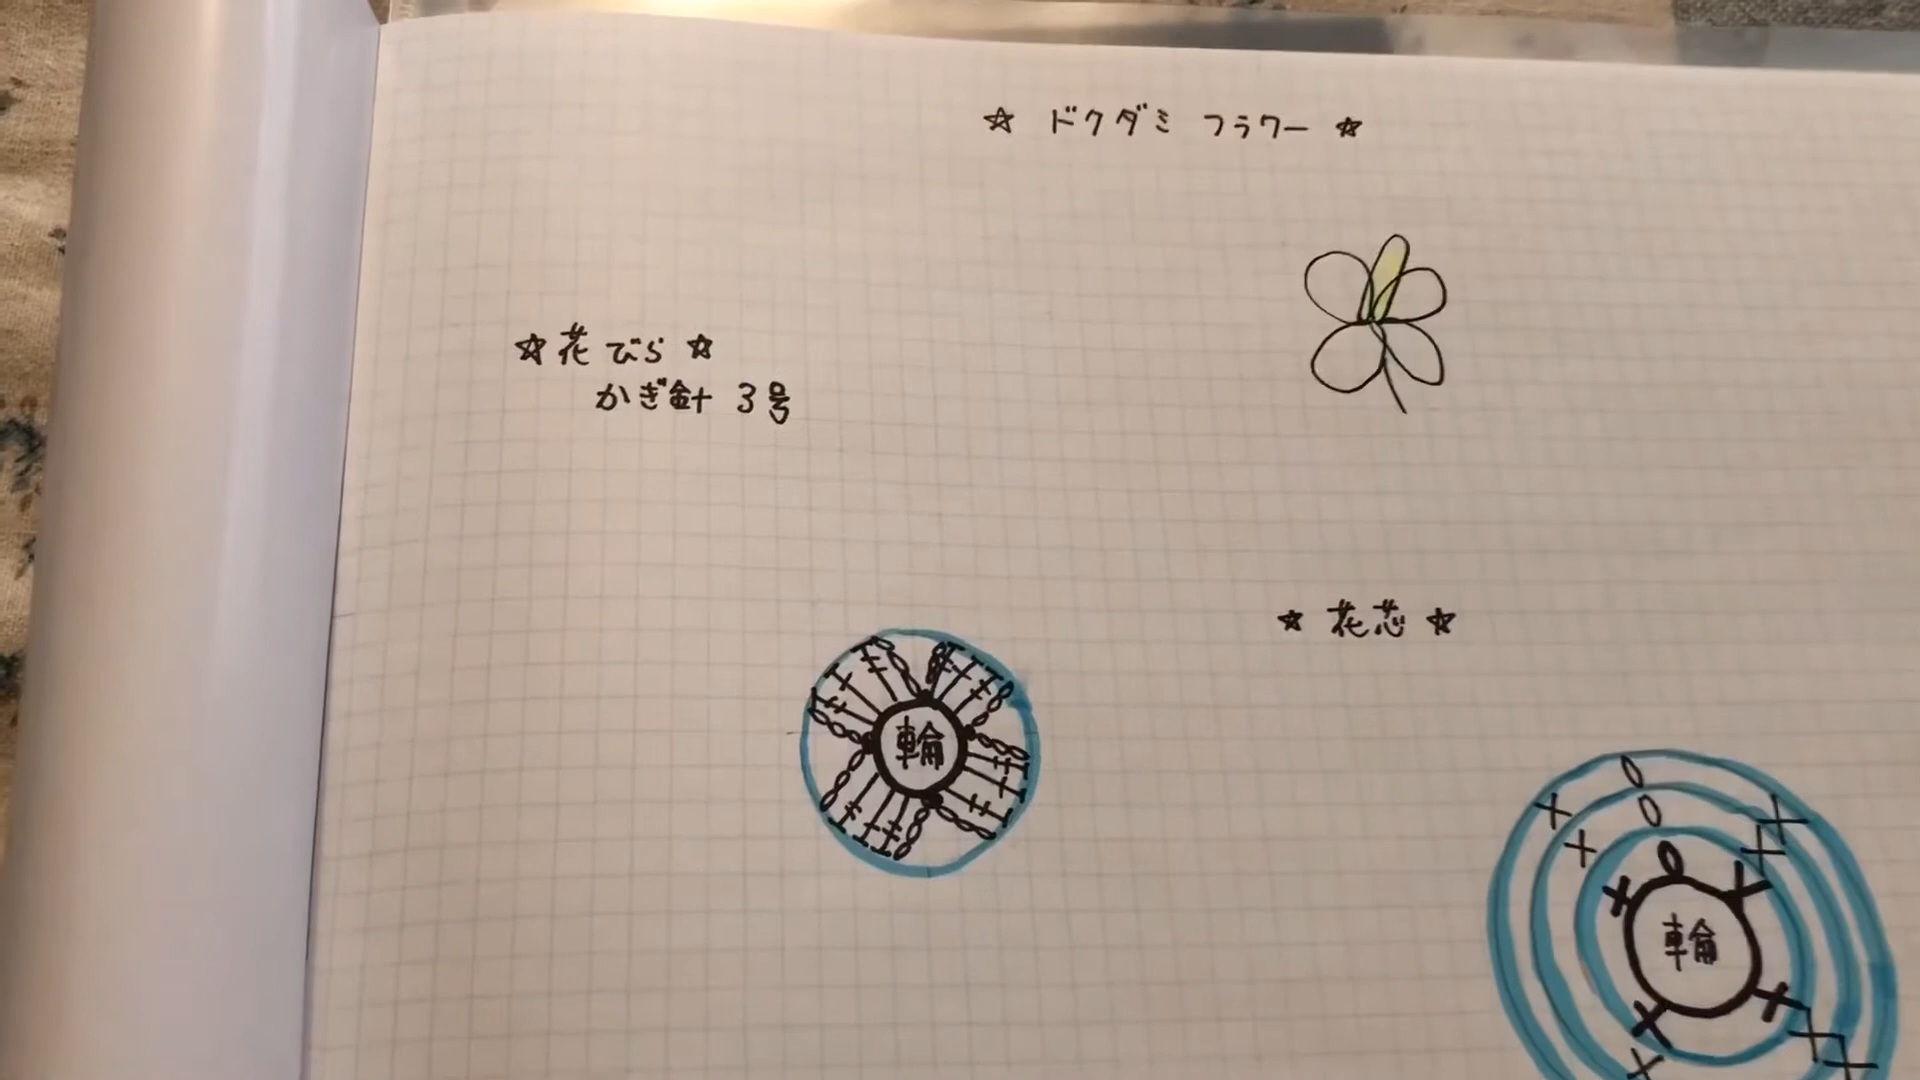 ☆ ドクダミ フラワー ☆
☆ 花びら ☆
かぎ針 3号
☆ 花芯 ☆
輪
輪